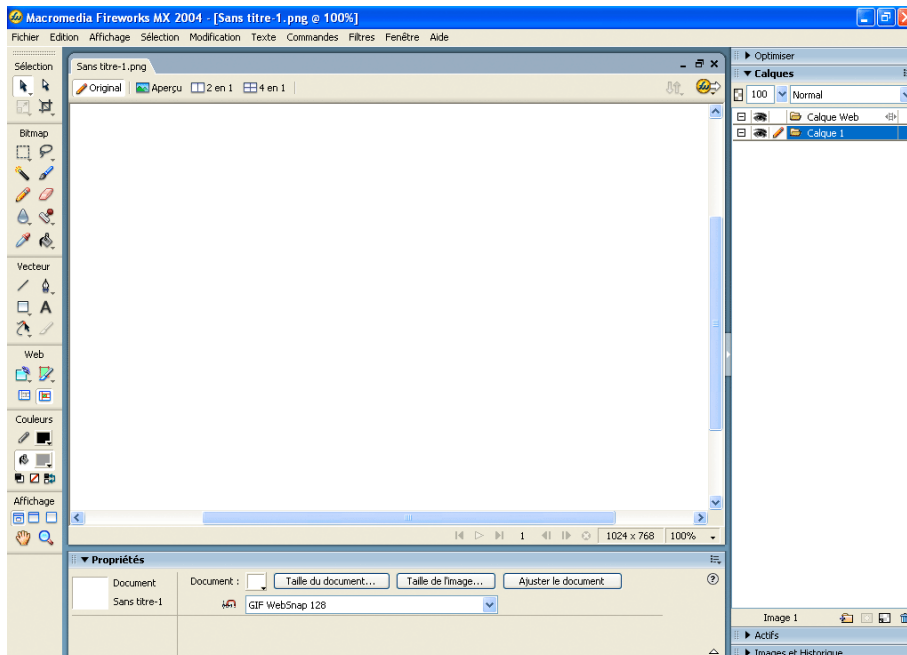 Macromedia Fireworks MX 2004 - [Sans titre-1.png @ 100%]
Fichier Edition Affichage Sélection Modification Texte Commandes Filtres Fenêtre Aide
Sélection
Sans titre-1.png
Original Aperçu 2 en 1 4 en 1
Bitmap
Vecteur
A
Web
Couleurs
Affichage
1 1024 x 768 100%
Propriétés
Document
Sans titre-1
Document : Taille du document... Taille de l'image... Ajuster le document
GIF WebSnap 128
Optimiser
Calques
100 Normal
Calque Web
Calque 1
Image 1
Actifs
Images et Historique